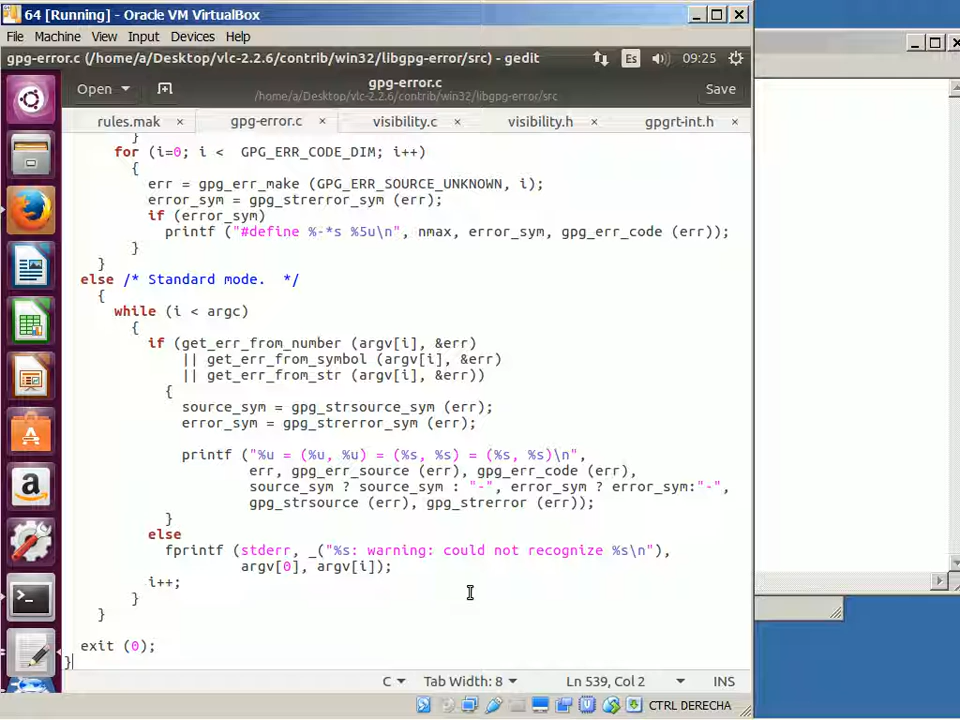 64 [Running] - Oracle VM VirtualBox
File Machine View Input Devices Help
gpg-error.c (/home/a/Desktop/vlc-2.2.6/contrib/win32/libgpg-error/src) - gedit Es 09:25
Open gpg-error.c Save
/home/a/Desktop/vlc-2.2.6/contrib/win32/libgpg-error/src
rules.mak × gpg-error.c × visibility.c × visibility.h × gpgrt-int.h ×
}
for (i=0; i < GPG_ERR_CODE_DIM; i++)
{
err = gpg_err_make (GPG_ERR_SOURCE_UNKNOWN, i);
error_sym = gpg_strerror_sym (err);
if (error_sym)
printf ("#define %-*s %5u\n", nmax, error_sym, gpg_err_code (err));
}
}
else /* Standard mode.  */
{
while (i < argc)
{
if (get_err_from_number (argv[i], &err)
|| get_err_from_symbol (argv[i], &err)
|| get_err_from_str (argv[i], &err))
{
source_sym = gpg_strsource_sym (err);
error_sym = gpg_strerror_sym (err);
printf ("%u = (%u, %u) = (%s, %s) = (%s, %s)\n",
err, gpg_err_source (err), gpg_err_code (err),
source_sym ? source_sym : "-", error_sym ? error_sym:"-",
gpg_strsource (err), gpg_strerror (err));
}
else
fprintf (stderr, _("%s: warning: could not recognize %s\n"),
argv[0], argv[i]);
i++;
}
}
exit (0);
}
C Tab Width: 8 Ln 539, Col 2 INS
CTRL DERECHA